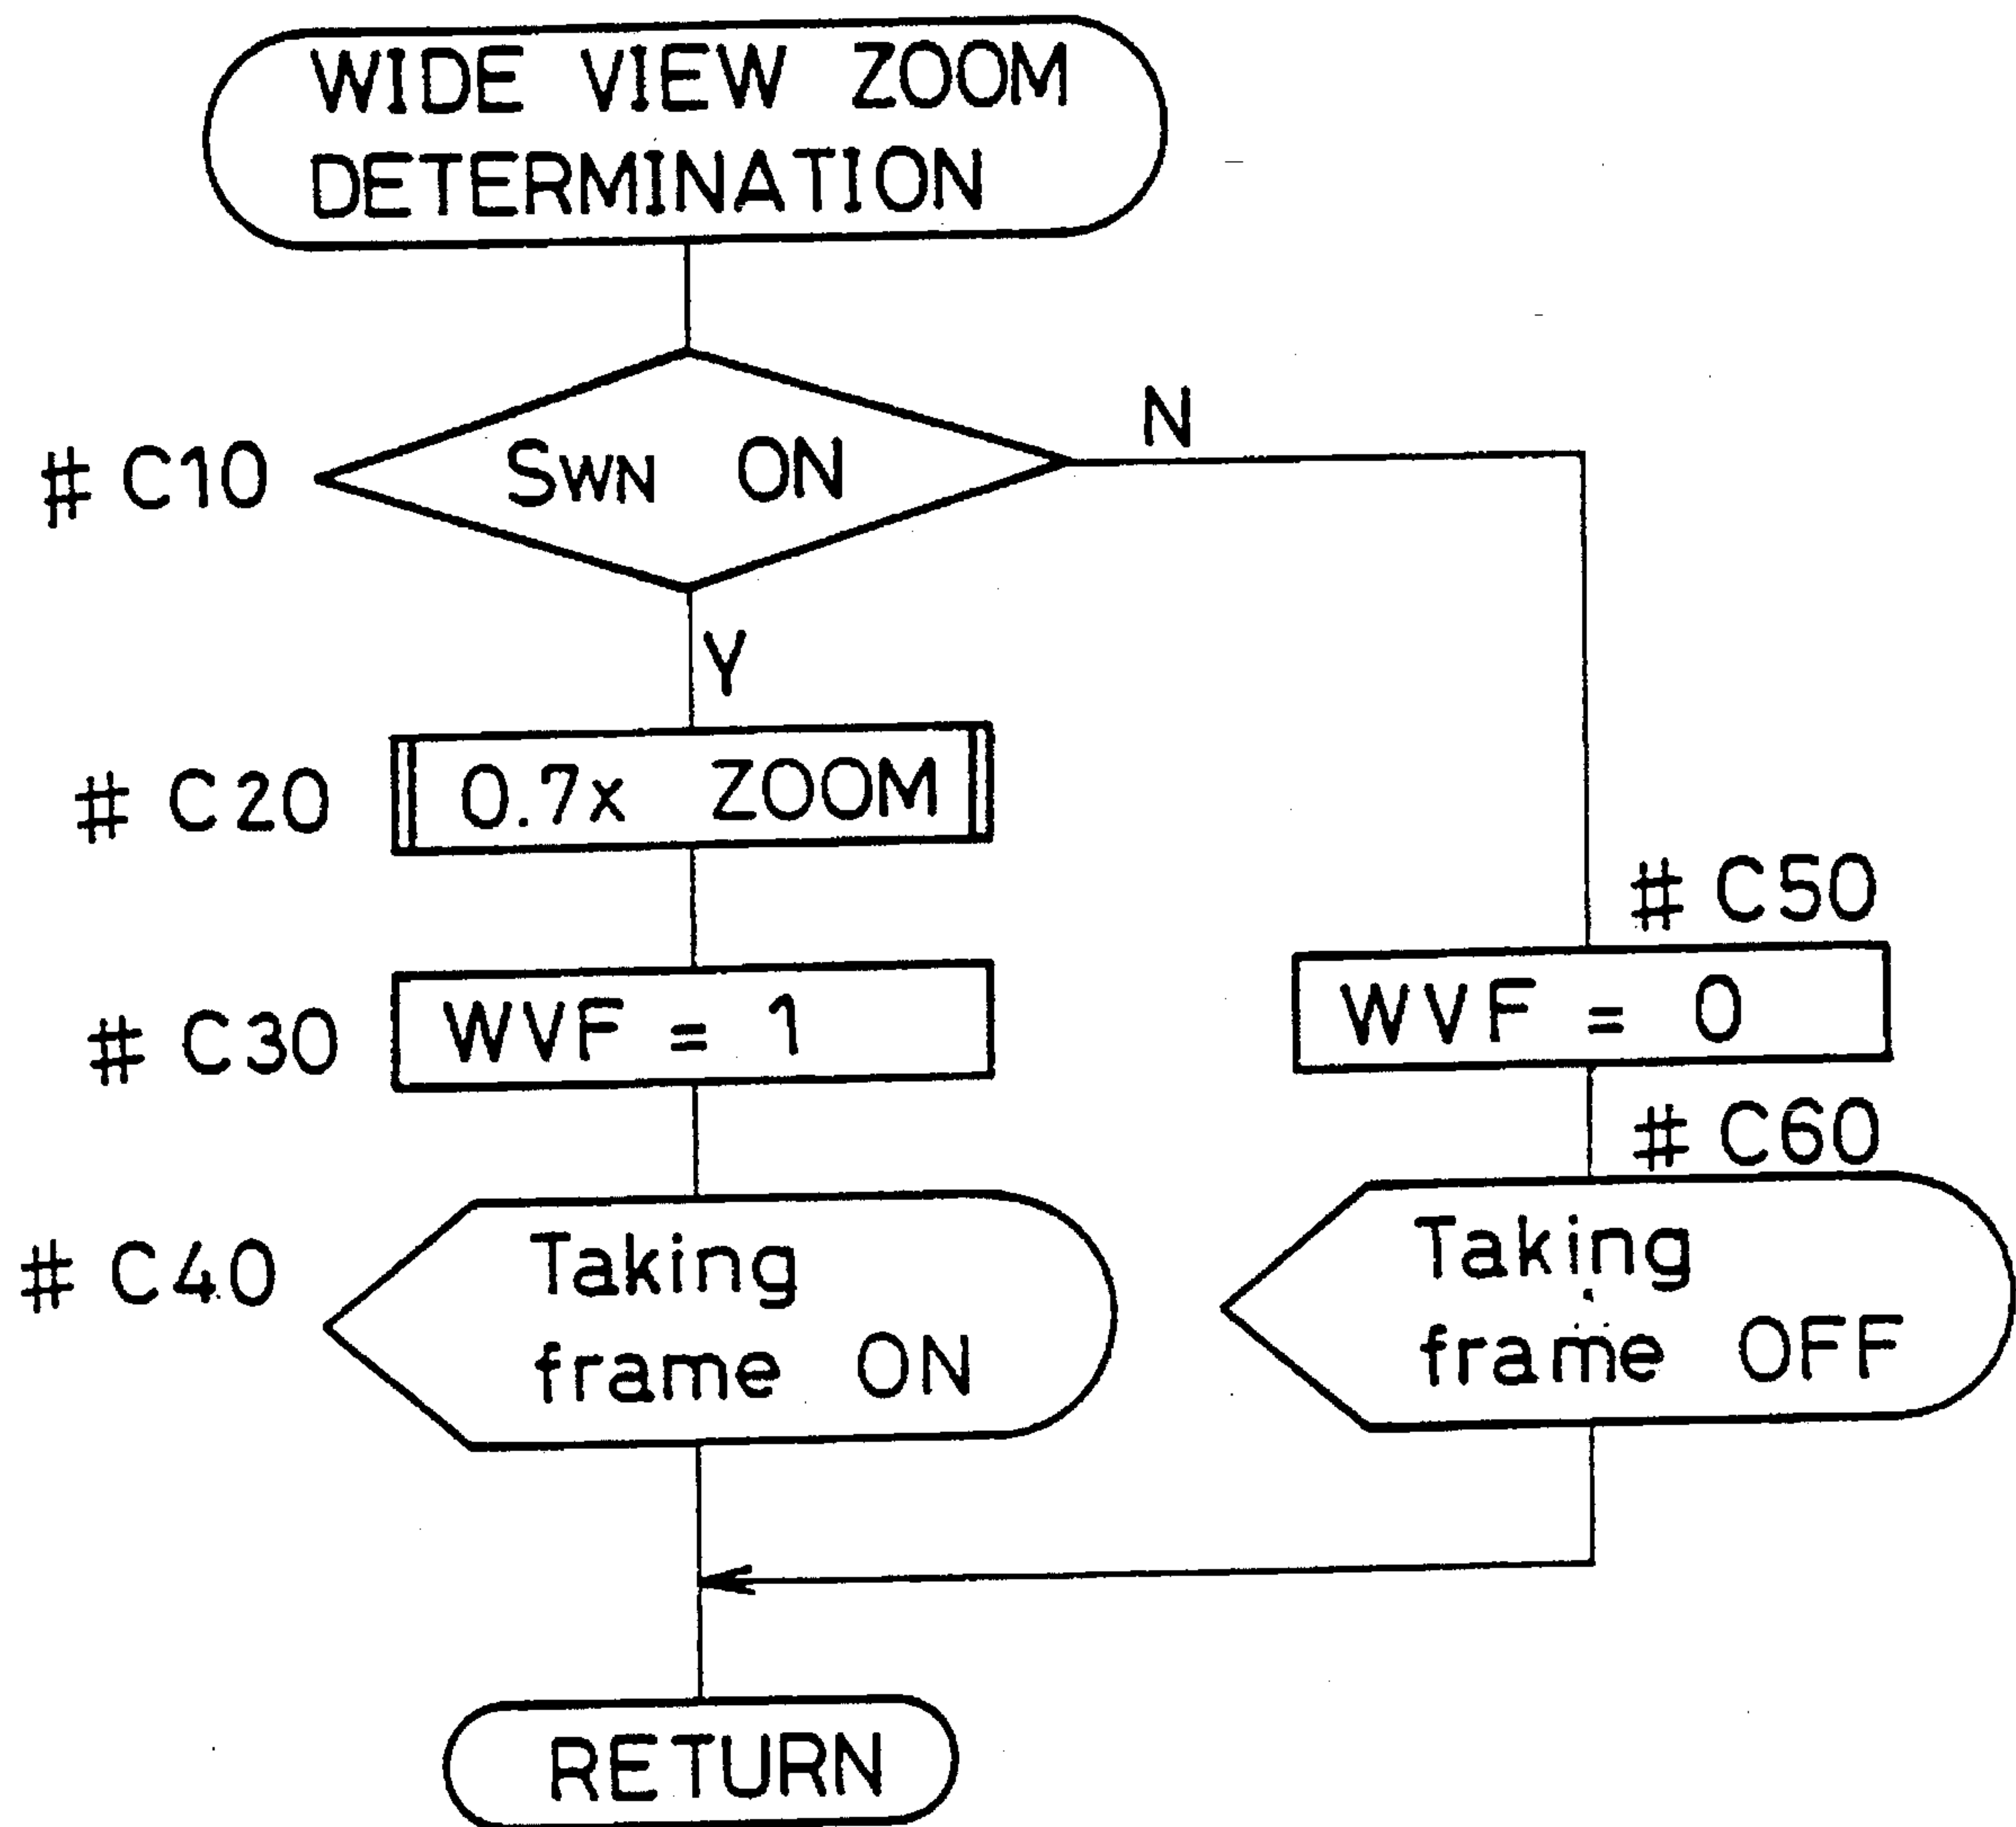 WIDE VIEW ZOOM
DETERMINATION
# C10
SWN ON
N
Y
# C20
0.7x ZOOM
# C30
WVF = 1
# C50
WVF = 0
# C40
Taking
frame ON
# C60
Taking
frame OFF
RETURN